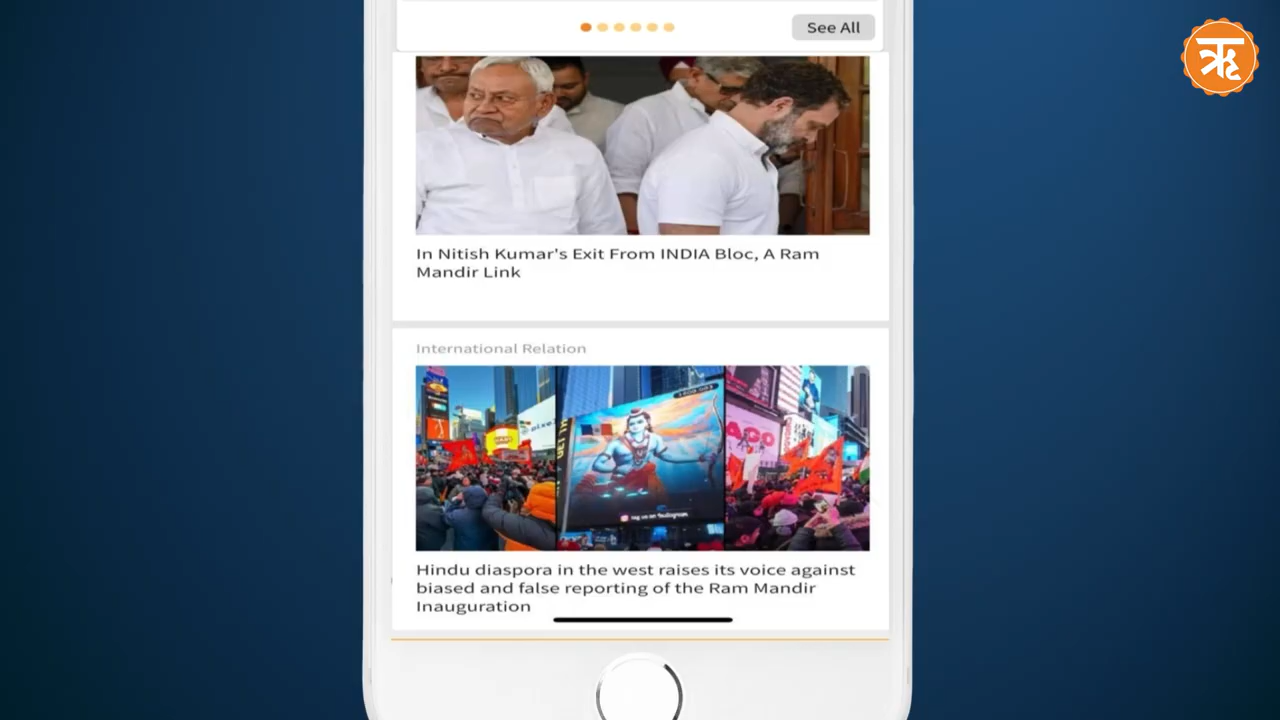 See All
ऋ
In Nitish Kumar's Exit From INDIA Bloc, A Ram
Mandir Link
International Relation
Hindu diaspora in the west raises its voice against
biased and false reporting of the Ram Mandir
Inauguration